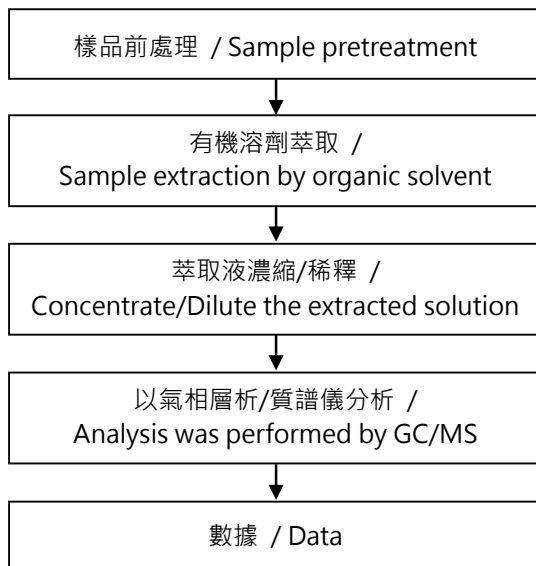 樣品前處理 / Sample pretreatment
有機溶劑萃取 /
Sample extraction by organic solvent
萃取液濃縮/稀釋 /
Concentrate/Dilute the extracted solution
以氣相層析/質譜儀分析 /
Analysis was performed by GC/MS
數據 / Data